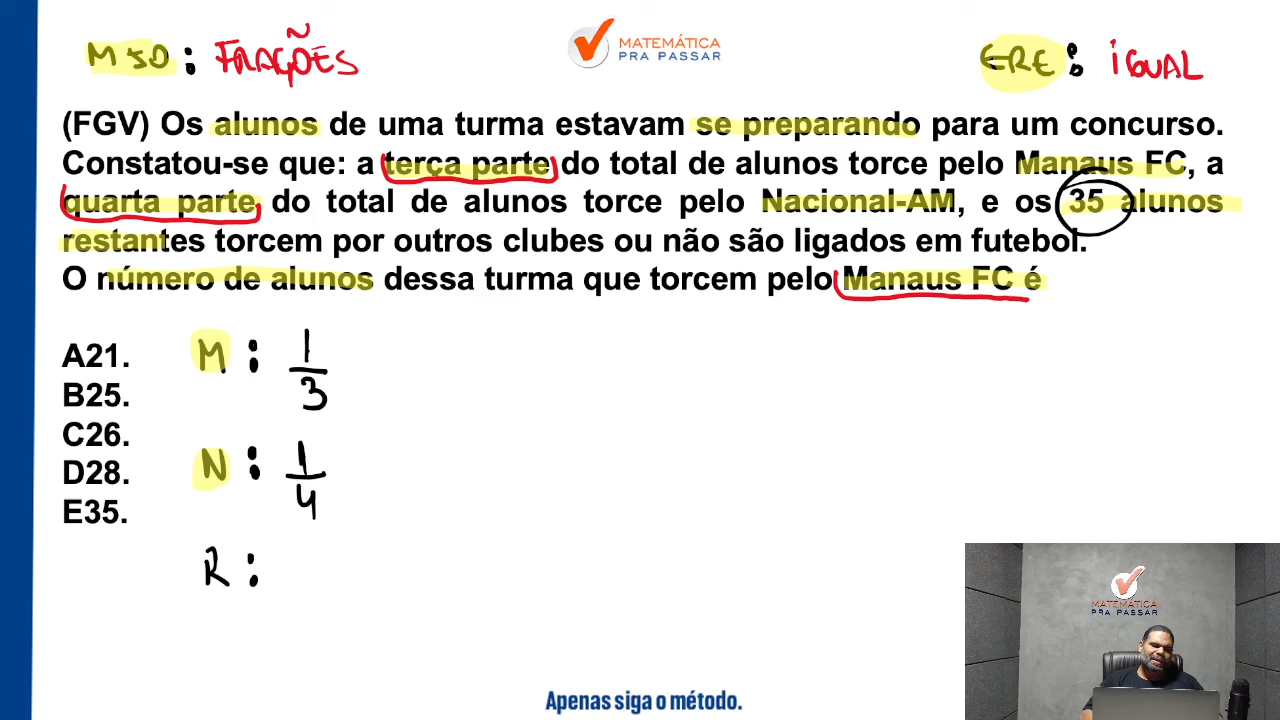 M50 : FRAÇÕES
MATEMÁTICA
PRA PASSAR
ERE : IGUAL
(FGV) Os alunos de uma turma estavam se preparando para um concurso.
Constatou-se que: a terça parte do total de alunos torce pelo Manaus FC, a
quarta parte do total de alunos torce pelo Nacional-AM, e os 35 alunos
restantes torcem por outros clubes ou não são ligados em futebol.
O número de alunos dessa turma que torcem pelo Manaus FC é
A21.
B25.
C26.
D28.
E35.
M : 1/3
N : 1/4
R :
MATEMÁTICA
PRA PASSAR
Apenas siga o método.